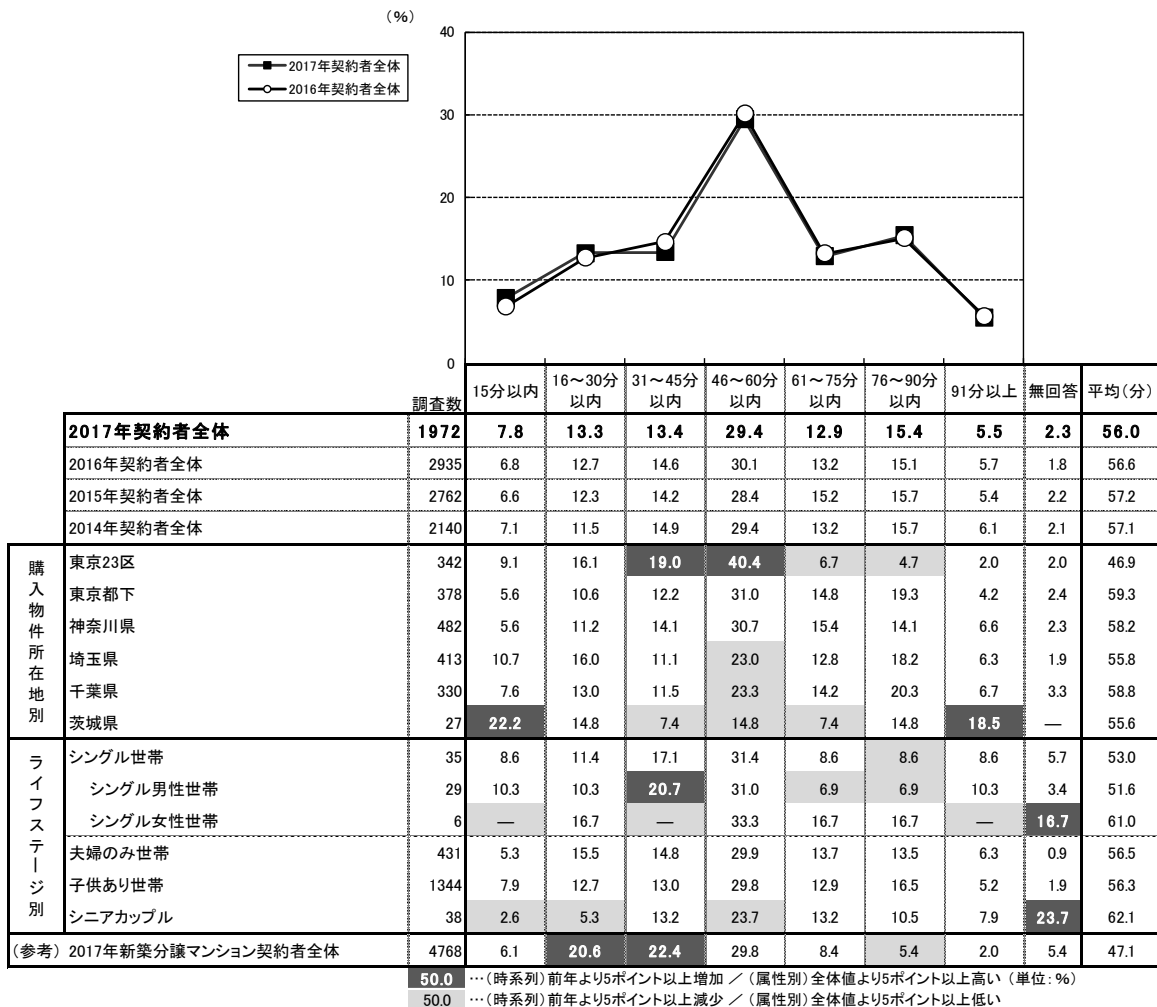 （%）
40
30
20
10
0
2017年契約者全体
2016年契約者全体
調査数 15分以内 16～30分以内 31～45分以内 46～60分以内 61～75分以内 76～90分以内 91分以上 無回答 平均(分)
2017年契約者全体 1972 7.8 13.3 13.4 29.4 12.9 15.4 5.5 2.3 56.0
2016年契約者全体 2935 6.8 12.7 14.6 30.1 13.2 15.1 5.7 1.8 56.6
2015年契約者全体 2762 6.6 12.3 14.2 28.4 15.2 15.7 5.4 2.2 57.2
2014年契約者全体 2140 7.1 11.5 14.9 29.4 13.2 15.7 6.1 2.1 57.1
購入物件所在地別
東京23区 342 9.1 16.1 19.0 40.4 6.7 4.7 2.0 2.0 46.9
東京都下 378 5.6 10.6 12.2 31.0 14.8 19.3 4.2 2.4 59.3
神奈川県 482 5.6 11.2 14.1 30.7 15.4 14.1 6.6 2.3 58.2
埼玉県 413 10.7 16.0 11.1 23.0 12.8 18.2 6.3 1.9 55.8
千葉県 330 7.6 13.0 11.5 23.3 14.2 20.3 6.7 3.3 58.8
茨城県 27 22.2 14.8 7.4 14.8 7.4 14.8 18.5 ― 55.6
ライフステージ別
シングル世帯 35 8.6 11.4 17.1 31.4 8.6 8.6 8.6 5.7 53.0
シングル男性世帯 29 10.3 10.3 20.7 31.0 6.9 6.9 10.3 3.4 51.6
シングル女性世帯 6 ― 16.7 ― 33.3 16.7 16.7 ― 16.7 61.0
夫婦のみ世帯 431 5.3 15.5 14.8 29.9 13.7 13.5 6.3 0.9 56.5
子供あり世帯 1344 7.9 12.7 13.0 29.8 12.9 16.5 5.2 1.9 56.3
シニアカップル 38 2.6 5.3 13.2 23.7 13.2 10.5 7.9 23.7 62.1
(参考) 2017年新築分譲マンション契約者全体 4768 6.1 20.6 22.4 29.8 8.4 5.4 2.0 5.4 47.1
50.0 …(時系列)前年より5ポイント以上増加 ／ (属性別)全体値より5ポイント以上高い (単位：%)
50.0 …(時系列)前年より5ポイント以上減少 ／ (属性別)全体値より5ポイント以上低い